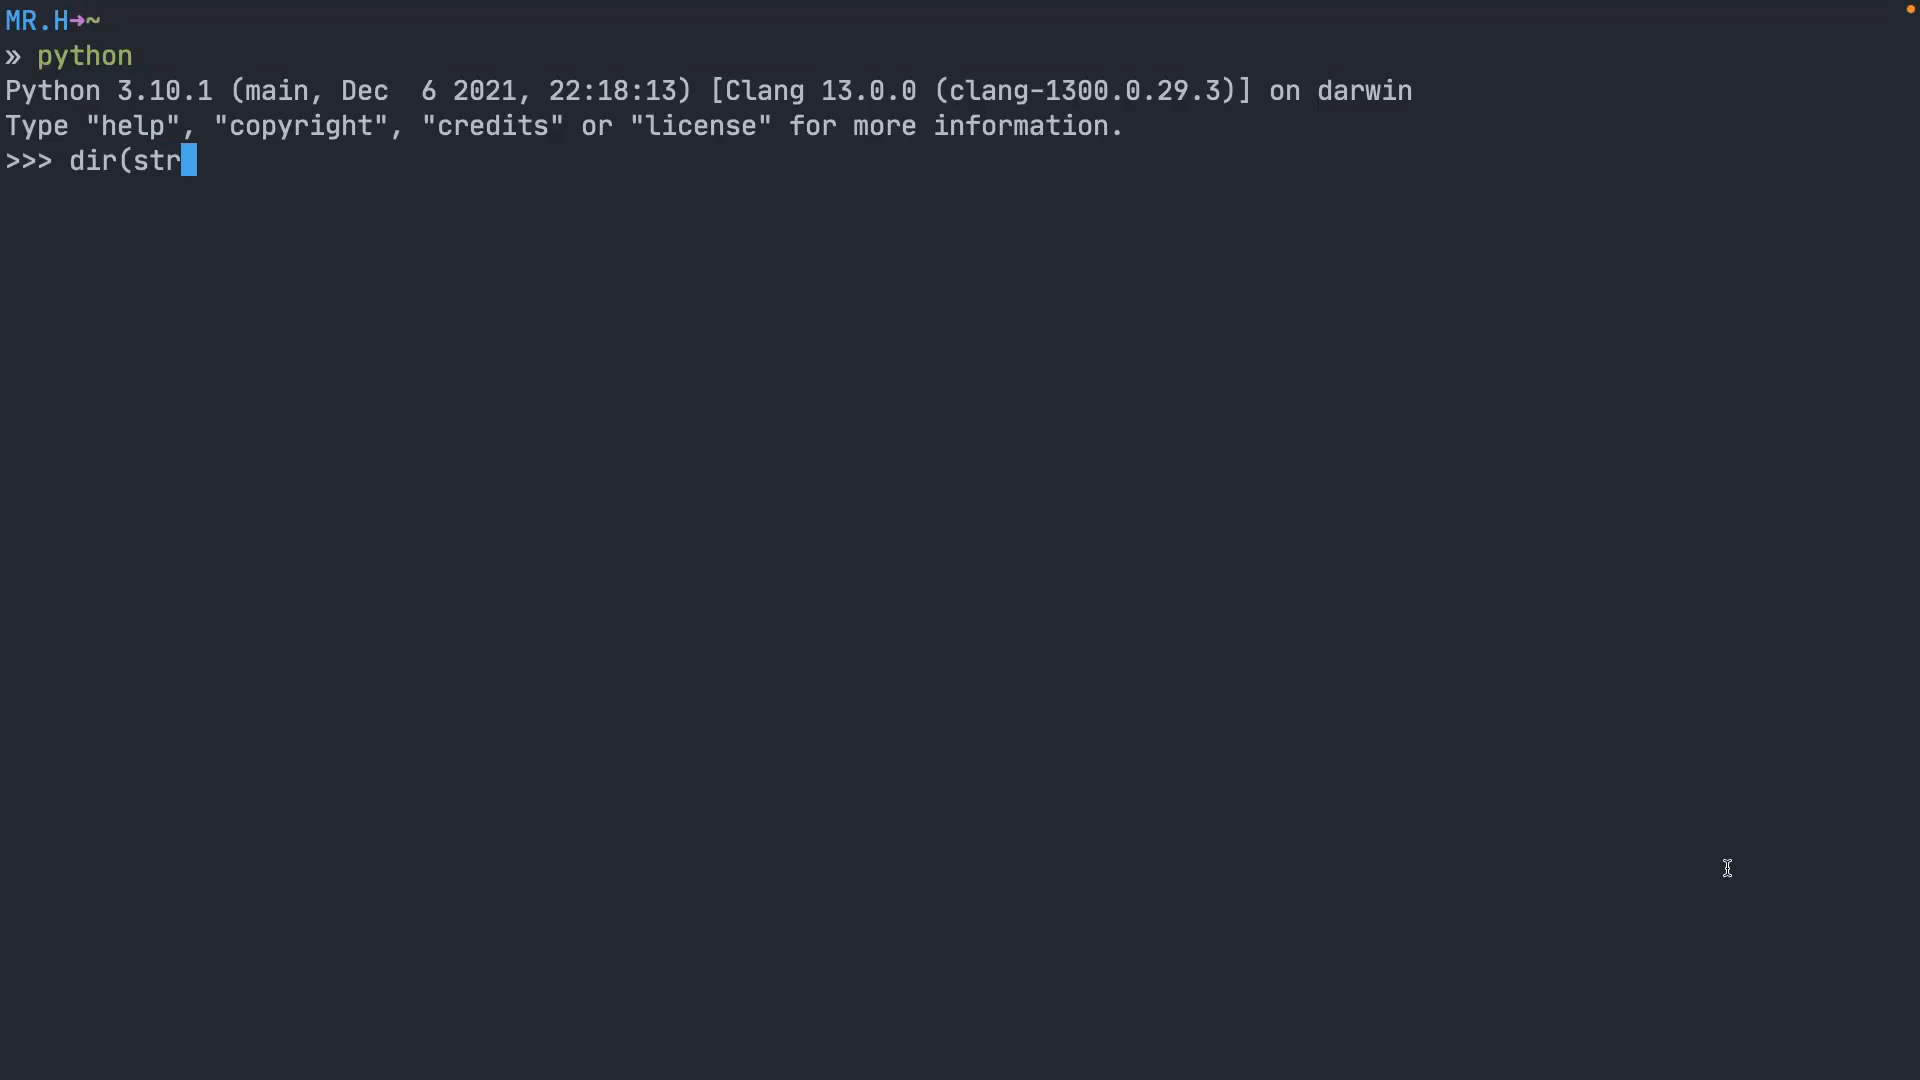 MR.H→~
» python
Python 3.10.1 (main, Dec  6 2021, 22:18:13) [Clang 13.0.0 (clang-1300.0.29.3)] on darwin
Type "help", "copyright", "credits" or "license" for more information.
>>> dir(str